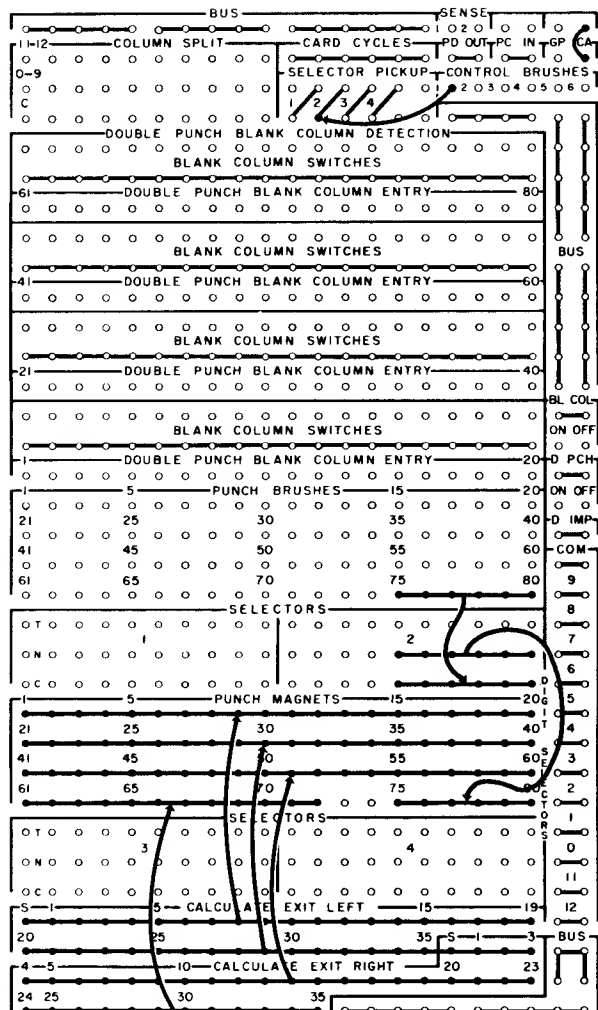 BUS SENSE
2
11-12 COLUMN SPLIT CARD CYCLES PD OUT PC IN GP CA
0-9 SELECTOR PICKUP CONTROL BRUSHES
C 1 2 3 4 2 3 4 5 6
DOUBLE PUNCH BLANK COLUMN DETECTION
BLANK COLUMN SWITCHES
61 DOUBLE PUNCH BLANK COLUMN ENTRY 80
BLANK COLUMN SWITCHES BUS
41 DOUBLE PUNCH BLANK COLUMN ENTRY 60
BLANK COLUMN SWITCHES
21 DOUBLE PUNCH BLANK COLUMN ENTRY 40
BL COL
BLANK COLUMN SWITCHES ON OFF
1 DOUBLE PUNCH BLANK COLUMN ENTRY 20 D PCH
1 5 PUNCH BRUSHES 15 20 ON OFF
21 25 30 35 40 D IMP
41 45 50 55 60 COM
61 65 70 75 80 9
SELECTORS 8
T 7
1 2
N 6
C
1 5 PUNCH MAGNETS 15 20 5
21 25 30 35 40 4
41 45 50 55 60 3
61 65 70 75 80 2
DIGIT SELECTORS
SELECTORS 1
T 0
3 4
N 11
C
S 1 5 CALCULATE EXIT LEFT 15 19 12
20 25 30 35 S 1 3 BUS
4 5 10 CALCULATE EXIT RIGHT 20 23
24 25 30 35